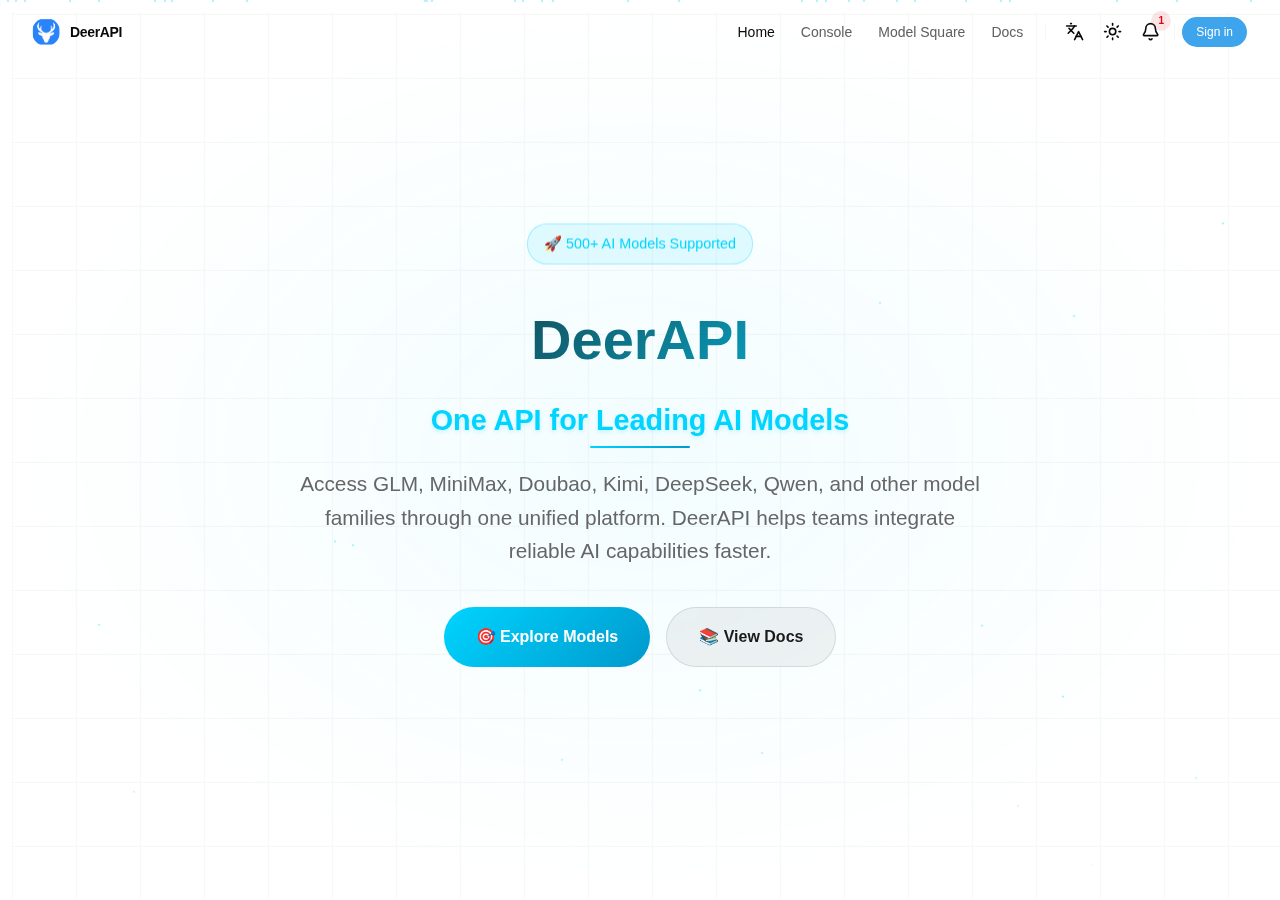 DeerAPI
Home
Console
Model Square
Docs
1
Sign in
🚀 500+ AI Models Supported
DeerAPI
One API for Leading AI Models
Access GLM, MiniMax, Doubao, Kimi, DeepSeek, Qwen, and other model
families through one unified platform. DeerAPI helps teams integrate
reliable AI capabilities faster.
🎯 Explore Models
📚 View Docs